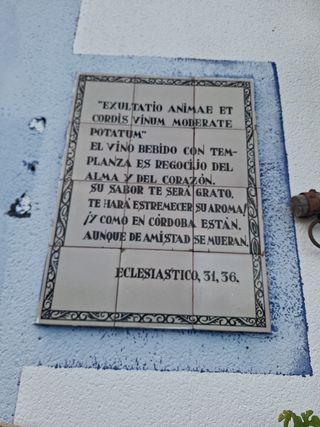 "EXULTATIO ANIMAE ET
CORDIS VINUM MODERATE
POTATUM"
EL VINO BEBIDO CON TEM-
PLANZA ES REGOCIJO DEL
ALMA Y DEL CORAZÓN.
SU SABOR TE SERÁ GRATO,
TE HARÁ ESTREMECER SU AROMA!
¡Y COMO EN CÓRDOBA ESTÁN,
AUNQUE DE AMISTAD SE MUERAN.
ECLESIASTICO, 31, 36.